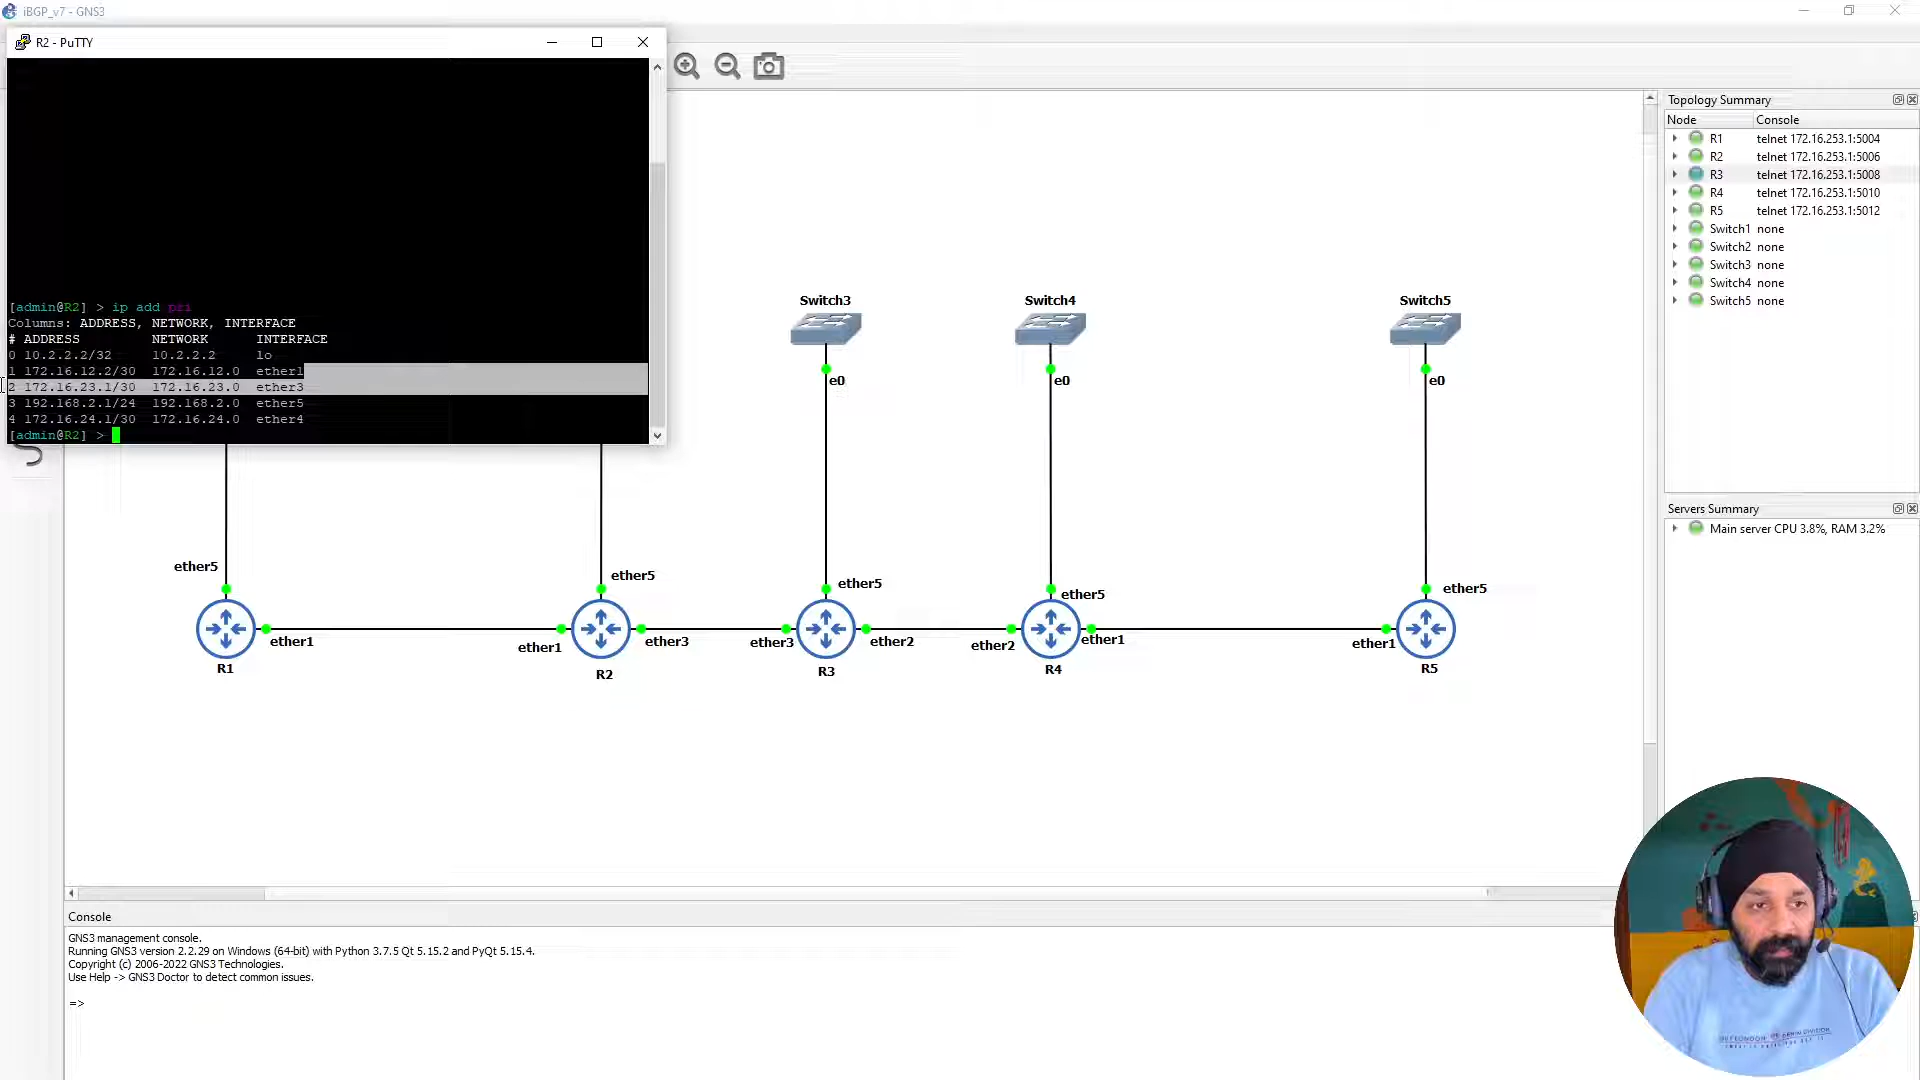 iBGP_v7 - GNS3
R2 - PuTTY
[admin@R2] > ip add pri
Columns: ADDRESS, NETWORK, INTERFACE
# ADDRESS NETWORK INTERFACE
0 10.2.2.2/32 10.2.2.2 lo
1 172.16.12.2/30 172.16.12.0 ether1
2 172.16.23.1/30 172.16.23.0 ether3
3 192.168.2.1/24 192.168.2.0 ether5
4 172.16.24.1/30 172.16.24.0 ether4
[admin@R2] >
Switch3
Switch4
Switch5
e0
e0
e0
ether5
ether5
ether5
ether5
ether5
ether1
ether1
ether3
ether3
ether2
ether2
ether1
ether1
R1
R2
R3
R4
R5
Topology Summary
Node Console
R1 telnet 172.16.253.1:5004
R2 telnet 172.16.253.1:5006
R3 telnet 172.16.253.1:5008
R4 telnet 172.16.253.1:5010
R5 telnet 172.16.253.1:5012
Switch1 none
Switch2 none
Switch3 none
Switch4 none
Switch5 none
Servers Summary
Main server CPU 3.8%, RAM 3.2%
Console
GNS3 management console.
Running GNS3 version 2.2.29 on Windows (64-bit) with Python 3.7.5 Qt 5.15.2 and PyQt 5.15.4.
Copyright (c) 2006-2022 GNS3 Technologies.
Use Help -> GNS3 Doctor to detect common issues.
=>